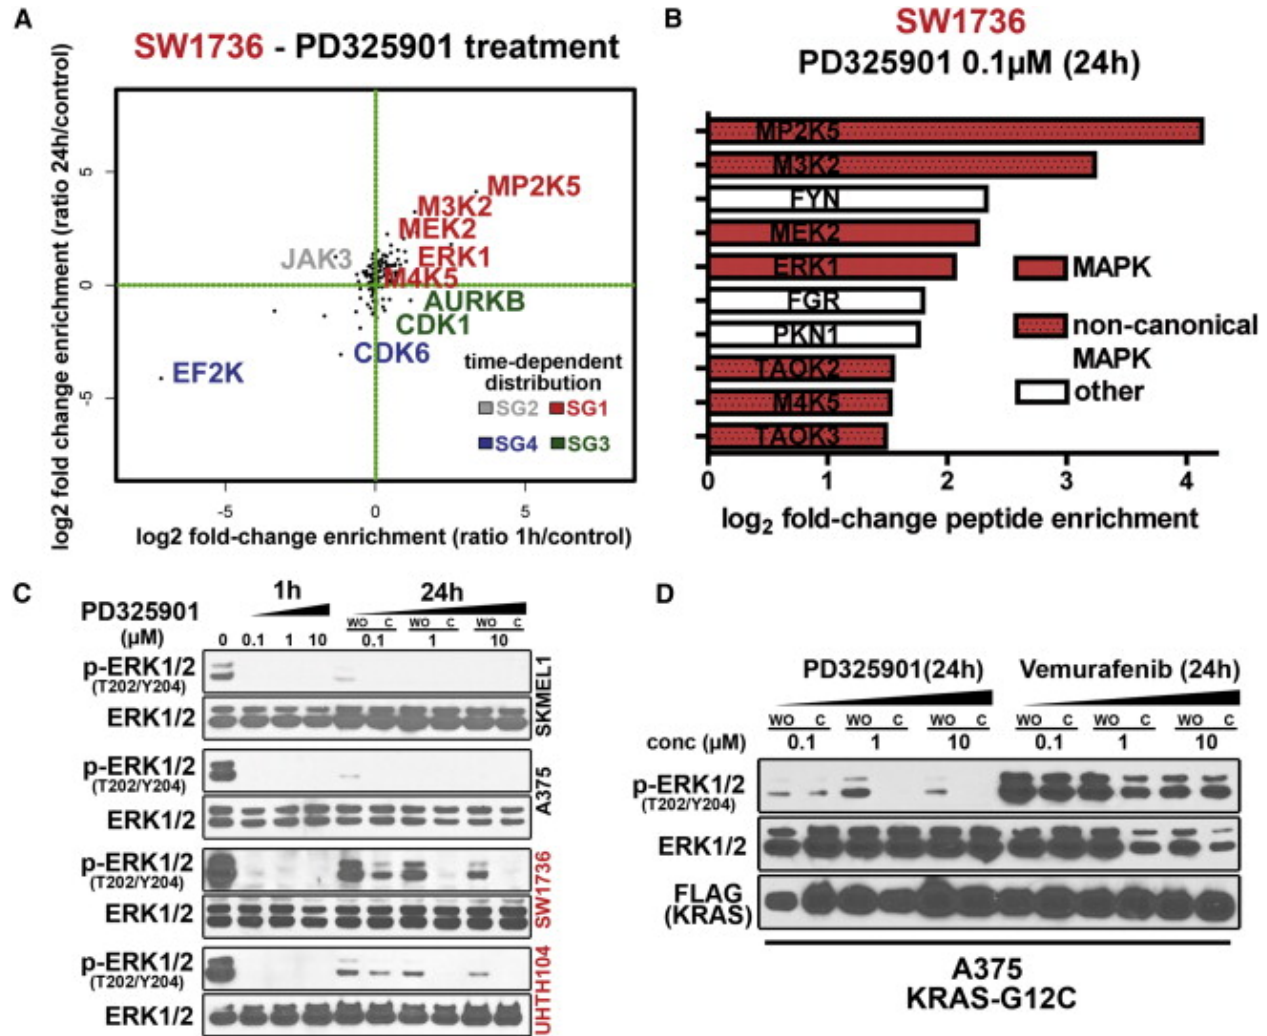 A
SW1736 - PD325901 treatment
log2 fold change enrichment (ratio 24h/control)
5
0
-5
MP2K5
M3K2
MEK2
JAK3
ERK1
M4K5
AURKB
CDK1
CDK6
EF2K
time-dependent
distribution
SG2 SG1
SG4 SG3
-5 0 5
log2 fold-change enrichment (ratio 1h/control)
B
SW1736
PD325901 0.1µM (24h)
MP2K5
M3K2
FYN
MEK2
ERK1
FGR
PKN1
TAOK2
M4K5
TAOK3
MAPK
non-canonical
MAPK
other
0 1 2 3 4
log2 fold-change peptide enrichment
C
1h 24h
PD325901
(µM)
WO C WO C WO C
0 0.1 1 10 0.1 1 10
p-ERK1/2
(T202/Y204)
ERK1/2
SKMEL1
p-ERK1/2
(T202/Y204)
ERK1/2
A375
p-ERK1/2
(T202/Y204)
ERK1/2
SW1736
p-ERK1/2
(T202/Y204)
ERK1/2
UHTH104
D
PD325901(24h) Vemurafenib (24h)
WO C WO C WO C WO C WO C WO C
conc (µM) 0.1 1 10 0.1 1 10
p-ERK1/2
(T202/Y204)
ERK1/2
FLAG
(KRAS)
A375
KRAS-G12C